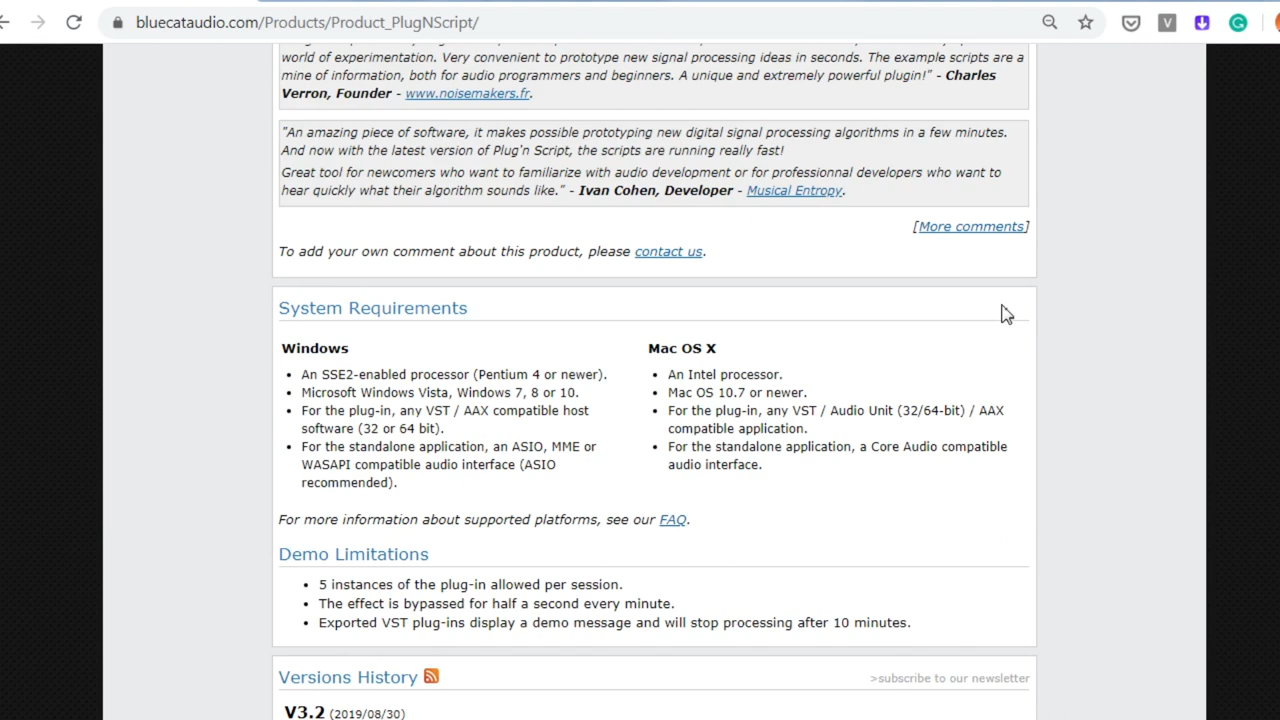 bluecataudio.com/Products/Product_PlugNScript/
world of experimentation. Very convenient to prototype new signal processing ideas in seconds. The example scripts are a
mine of information, both for audio programmers and beginners. A unique and extremely powerful plugin!" - Charles
Verron, Founder - www.noisemakers.fr.
"An amazing piece of software, it makes possible prototyping new digital signal processing algorithms in a few minutes.
And now with the latest version of Plug'n Script, the scripts are running really fast!
Great tool for newcomers who want to familiarize with audio development or for professionnal developers who want to
hear quickly what their algorithm sounds like." - Ivan Cohen, Developer - Musical Entropy.
[More comments]
To add your own comment about this product, please contact us.
System Requirements
Windows
• An SSE2-enabled processor (Pentium 4 or newer).
• Microsoft Windows Vista, Windows 7, 8 or 10.
• For the plug-in, any VST / AAX compatible host
software (32 or 64 bit).
• For the standalone application, an ASIO, MME or
WASAPI compatible audio interface (ASIO
recommended).
Mac OS X
• An Intel processor.
• Mac OS 10.7 or newer.
• For the plug-in, any VST / Audio Unit (32/64-bit) / AAX
compatible application.
• For the standalone application, a Core Audio compatible
audio interface.
For more information about supported platforms, see our FAQ.
Demo Limitations
• 5 instances of the plug-in allowed per session.
• The effect is bypassed for half a second every minute.
• Exported VST plug-ins display a demo message and will stop processing after 10 minutes.
Versions History
>subscribe to our newsletter
V3.2 (2019/08/30)